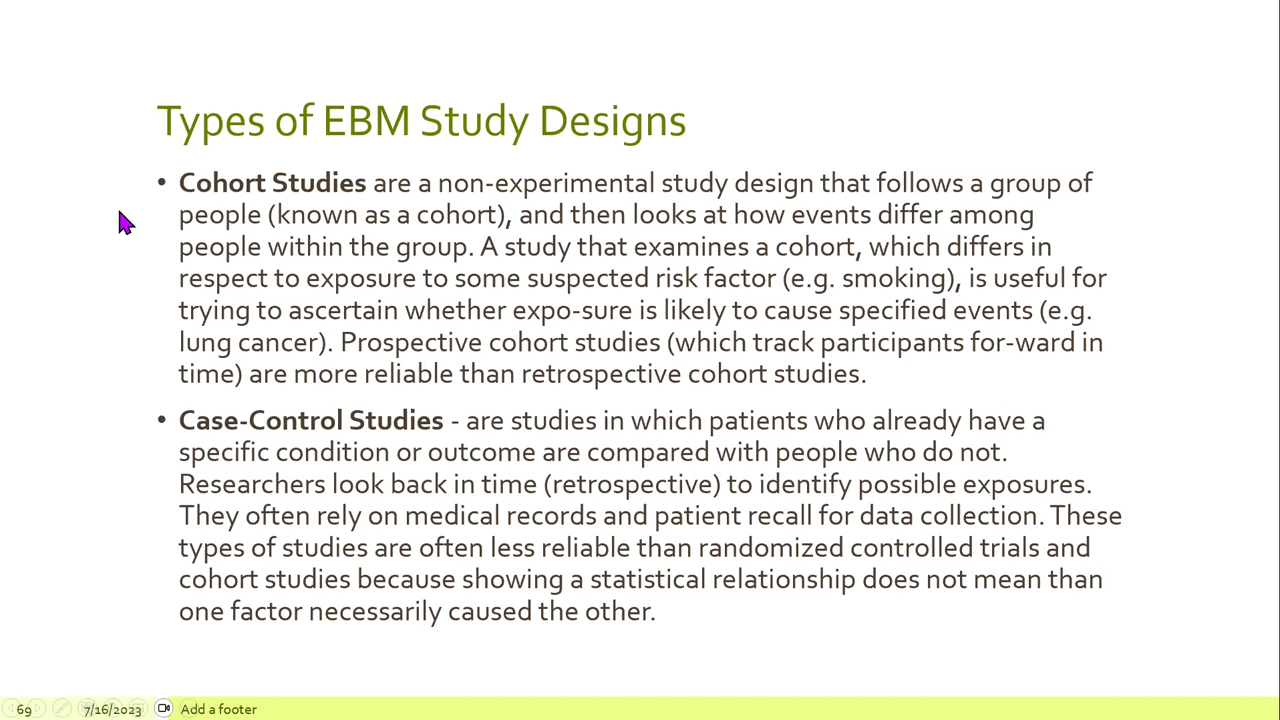 Types of EBM Study Designs
• Cohort Studies are a non-experimental study design that follows a group of
people (known as a cohort), and then looks at how events differ among
people within the group. A study that examines a cohort, which differs in
respect to exposure to some suspected risk factor (e.g. smoking), is useful for
trying to ascertain whether expo-sure is likely to cause specified events (e.g.
lung cancer). Prospective cohort studies (which track participants for-ward in
time) are more reliable than retrospective cohort studies.
• Case-Control Studies - are studies in which patients who already have a
specific condition or outcome are compared with people who do not.
Researchers look back in time (retrospective) to identify possible exposures.
They often rely on medical records and patient recall for data collection. These
types of studies are often less reliable than randomized controlled trials and
cohort studies because showing a statistical relationship does not mean than
one factor necessarily caused the other.
69 7/16/2023 Add a footer